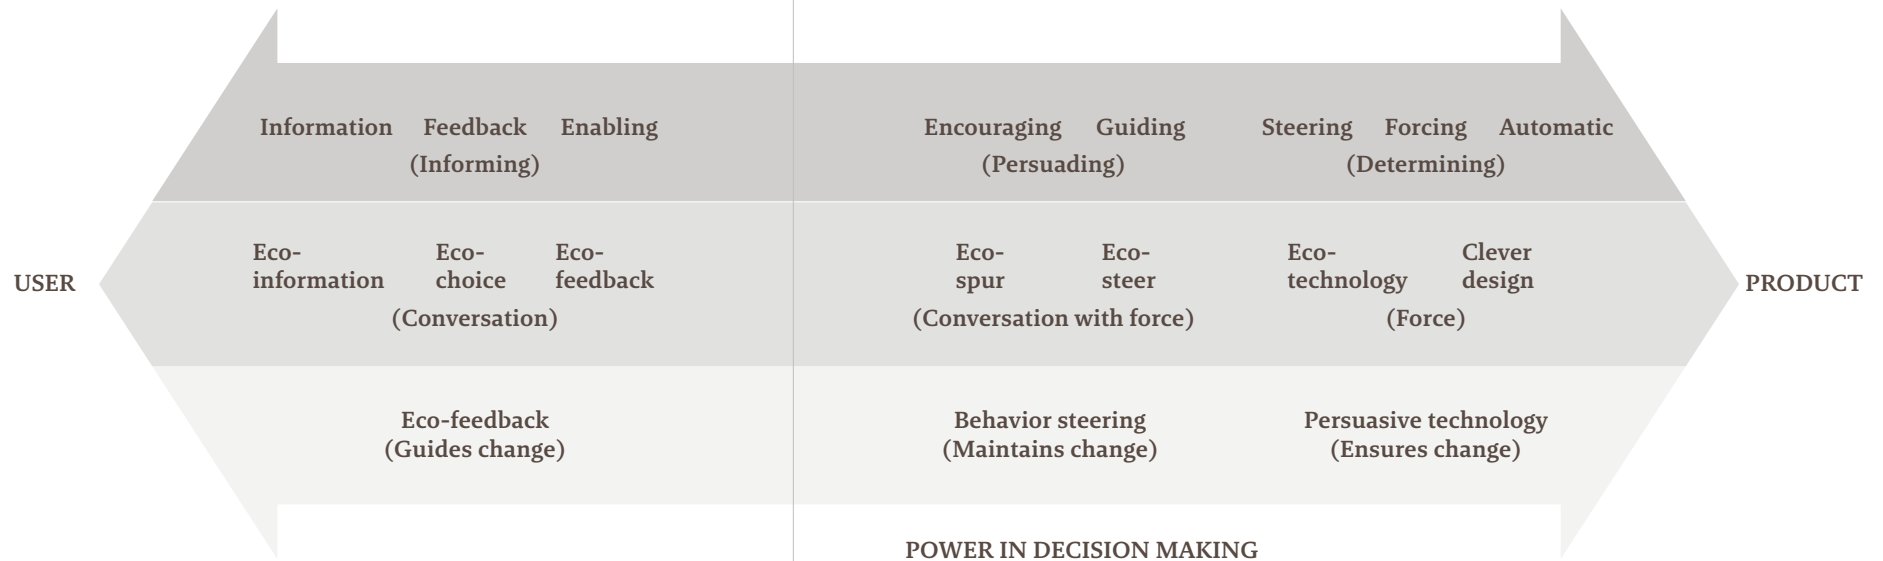 Information Feedback Enabling
(Informing)
Encouraging Guiding
(Persuading)
Steering Forcing Automatic
(Determining)
USER
Eco-
information
Eco-
choice
Eco-
feedback
(Conversation)
Eco-
spur
Eco-
steer
(Conversation with force)
Eco-
technology
Clever
design
(Force)
PRODUCT
Eco-feedback
(Guides change)
Behavior steering
(Maintains change)
Persuasive technology
(Ensures change)
POWER IN DECISION MAKING